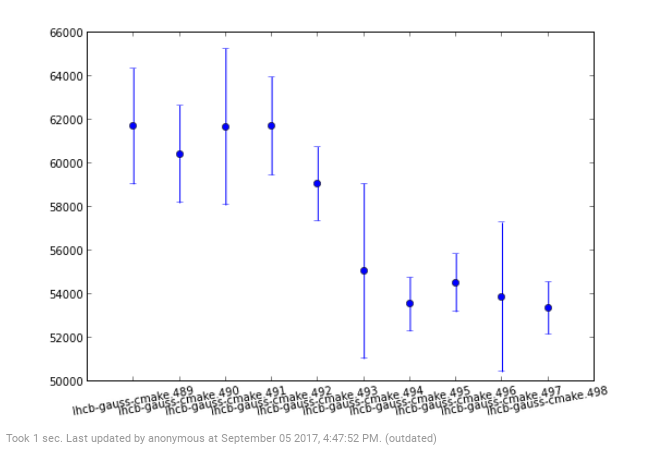 66000
64000
62000
60000
58000
56000
54000
52000
50000
lhcb-gauss-cmake.489
lhcb-gauss-cmake.490
lhcb-gauss-cmake.491
lhcb-gauss-cmake.492
lhcb-gauss-cmake.493
lhcb-gauss-cmake.494
lhcb-gauss-cmake.495
lhcb-gauss-cmake.496
lhcb-gauss-cmake.497
lhcb-gauss-cmake.498
Took 1 sec. Last updated by anonymous at September 05 2017, 4:47:52 PM. (outdated)